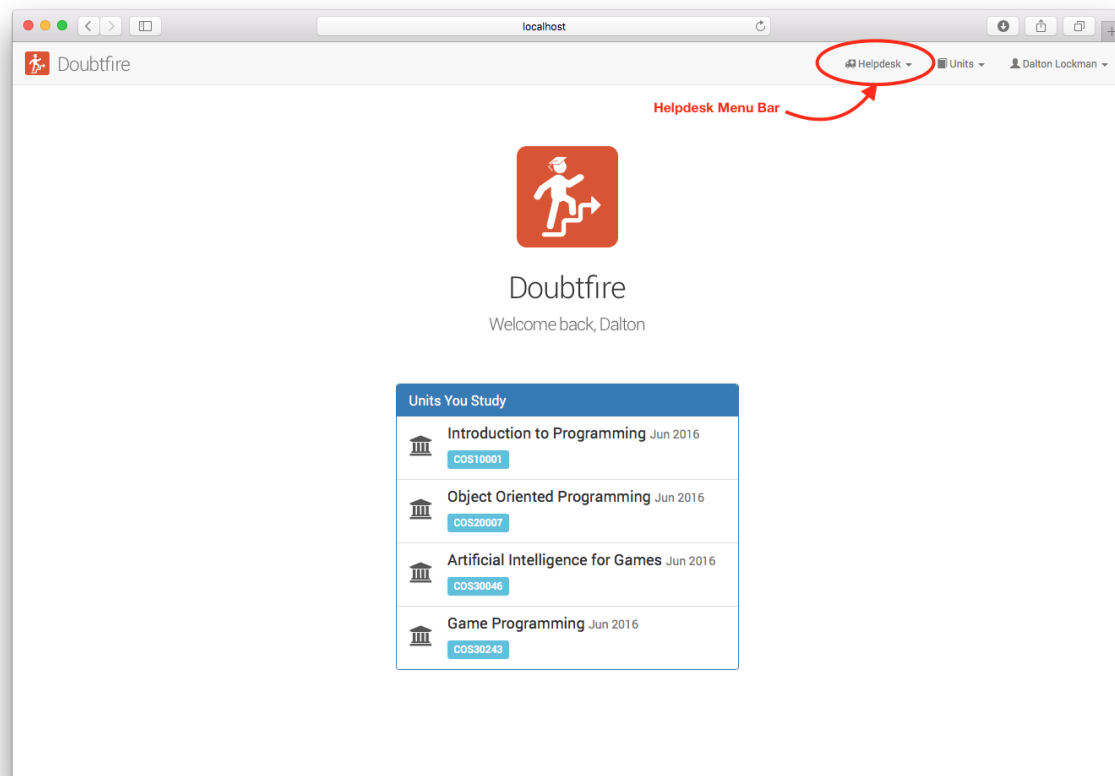 localhost
Doubtfire
Helpdesk
Units
Dalton Lockman
Helpdesk Menu Bar
Doubtfire
Welcome back, Dalton
Units You Study
Introduction to Programming Jun 2016
COS10001
Object Oriented Programming Jun 2016
COS20007
Artificial Intelligence for Games Jun 2016
COS30046
Game Programming Jun 2016
COS30243